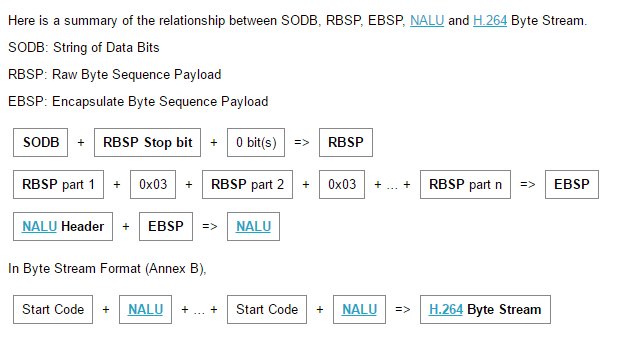 Here is a summary of the relationship between SODB, RBSP, EBSP, NALU and H.264 Byte Stream.
SODB: String of Data Bits
RBSP: Raw Byte Sequence Payload
EBSP: Encapsulate Byte Sequence Payload
SODB + RBSP Stop bit + 0 bit(s) => RBSP
RBSP part 1 + 0x03 + RBSP part 2 + 0x03 + ... + RBSP part n => EBSP
NALU Header + EBSP => NALU
In Byte Stream Format (Annex B),
Start Code + NALU + ... + Start Code + NALU => H.264 Byte Stream